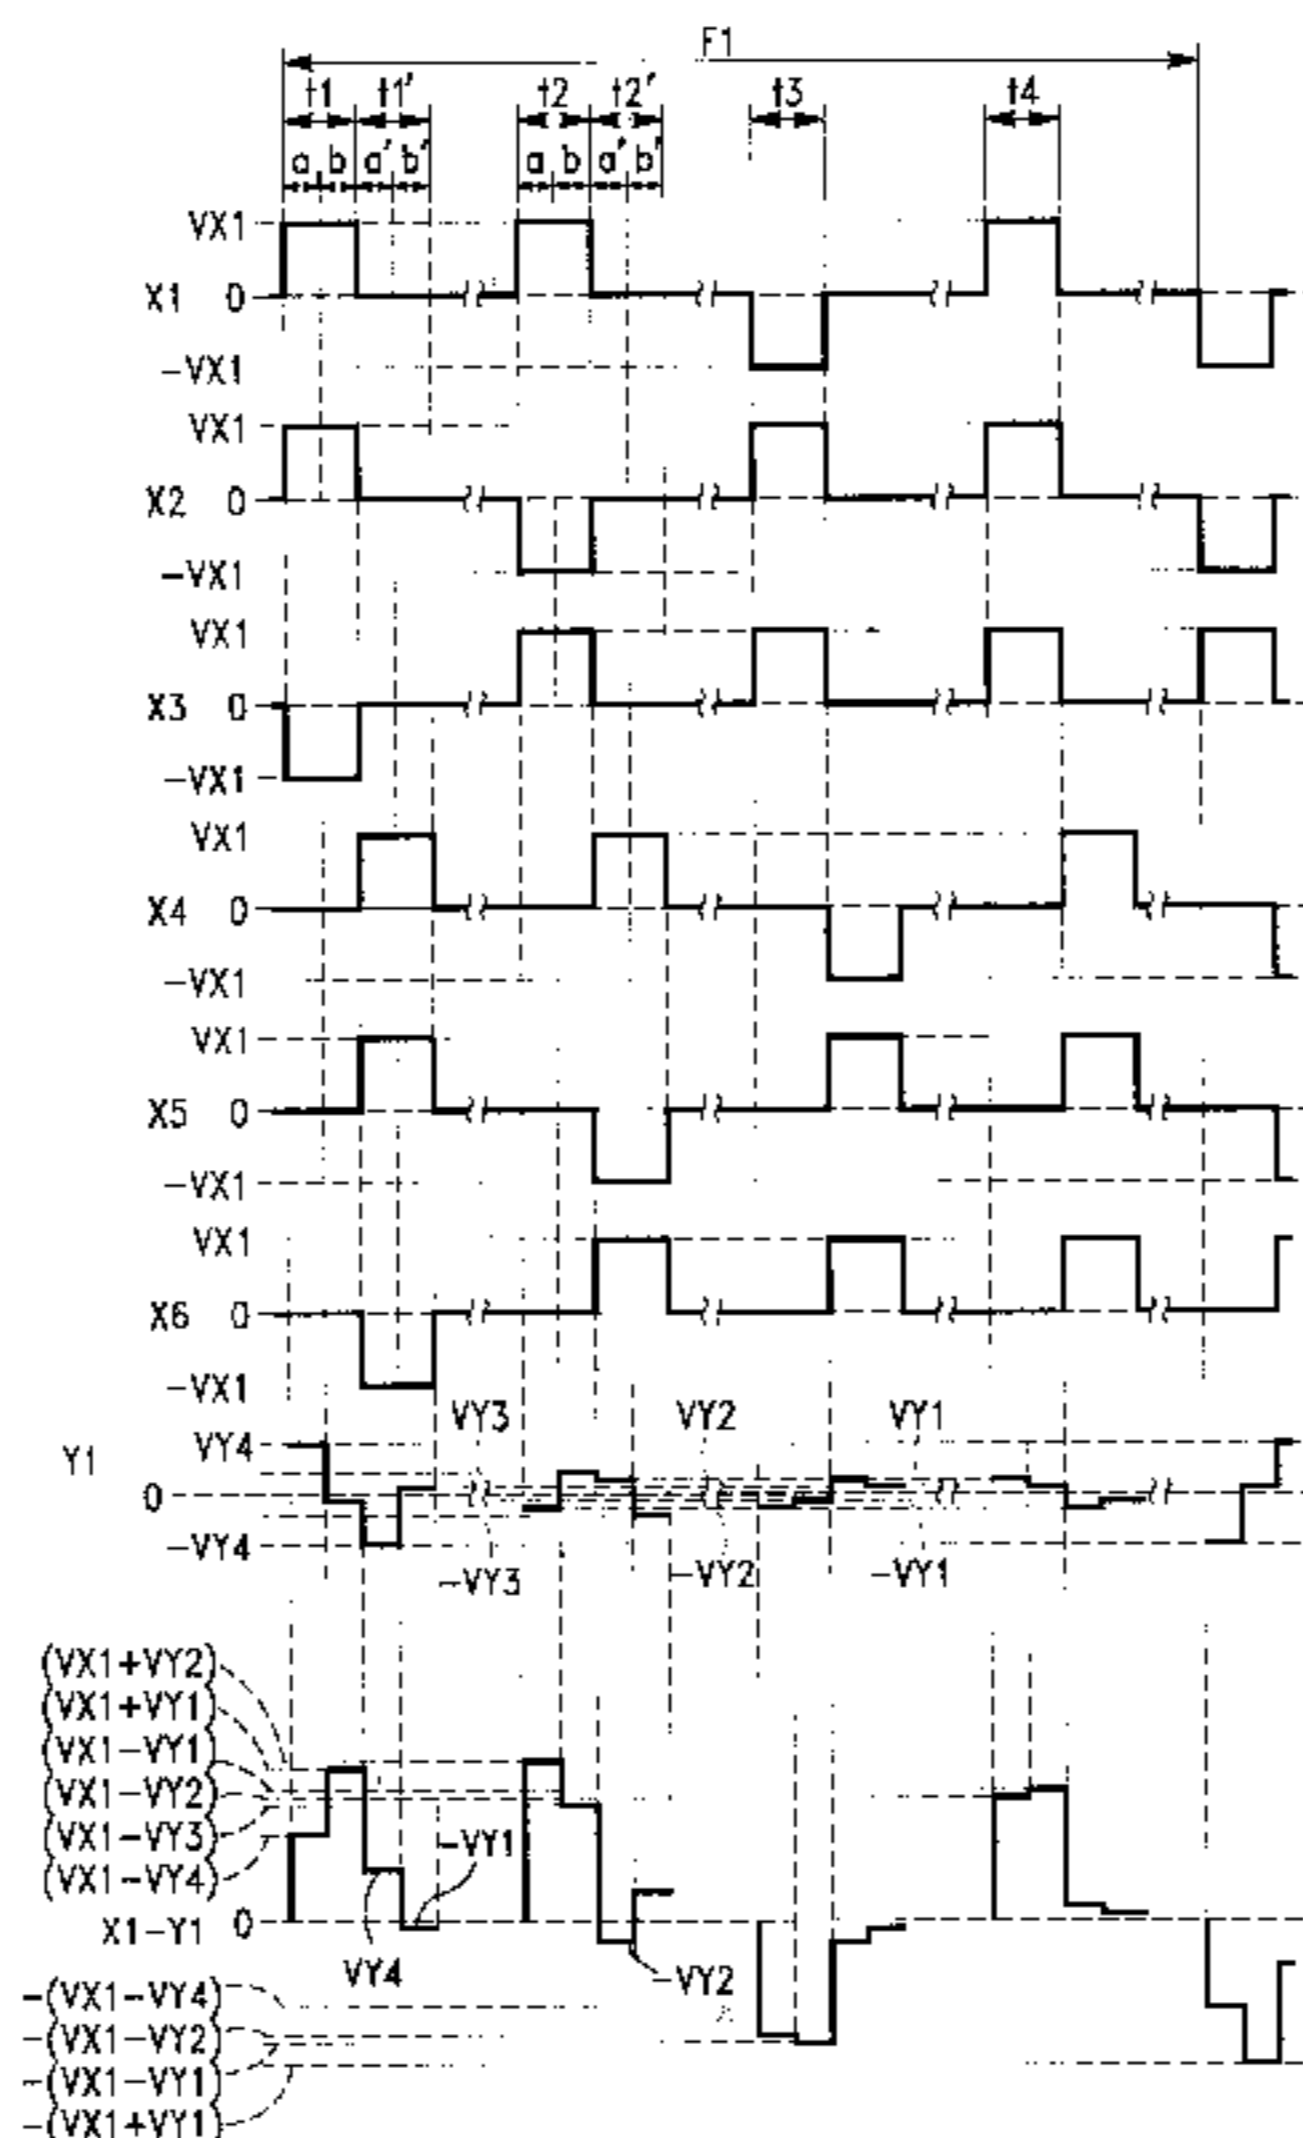 F1
t1 t1' t2 t2' t3 t4
a b a' b' a b a' b'
VX1
X1 0
-VX1
VX1
X2 0
-VX1
VX1
X3 0
-VX1
VX1
X4 0
-VX1
VX1
X5 0
-VX1
VX1
X6 0
-VX1
VY3 VY2 VY1
Y1 VY4
0
-VY4
-VY3 -VY2 -VY1
(VX1+VY2)
(VX1+VY1)
(VX1-VY1)
(VX1-VY2)
(VX1-VY3)
-VY1
(VX1-VY4)
X1-Y1 0
VY4 -VY2
-(VX1-VY4)
-(VX1-VY2)
-(VX1-VY1)
-(VX1+VY1)